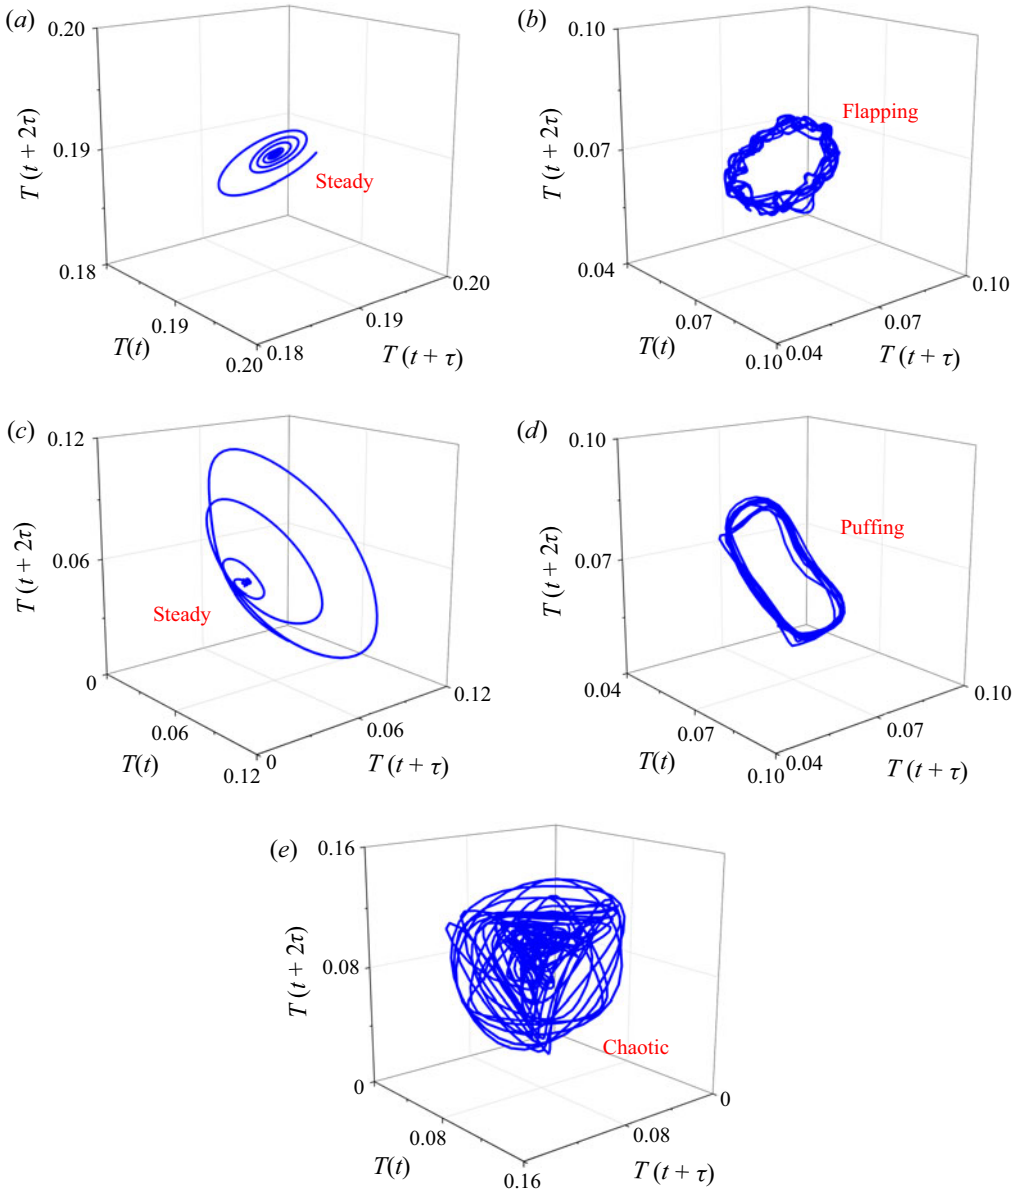 (a)
0.20
T (t + 2τ)
0.19
Steady
0.18
0.20
0.19
0.19
T(t)
0.20
0.18
T (t + τ)
(b)
0.10
T (t + 2τ)
Flapping
0.07
0.04
0.10
0.07
0.07
T(t)
0.10
0.04
T (t + τ)
(c)
0.12
T (t + 2τ)
0.06
Steady
0
0.12
0.06
0.06
T(t)
0.12
0
T (t + τ)
(d)
0.10
T (t + 2τ)
Puffing
0.07
0.04
0.10
0.07
0.07
T(t)
0.10
0.04
T (t + τ)
(e)
0.16
T (t + 2τ)
0.08
Chaotic
0
0
0.08
0.08
T(t)
0.16
T (t + τ)